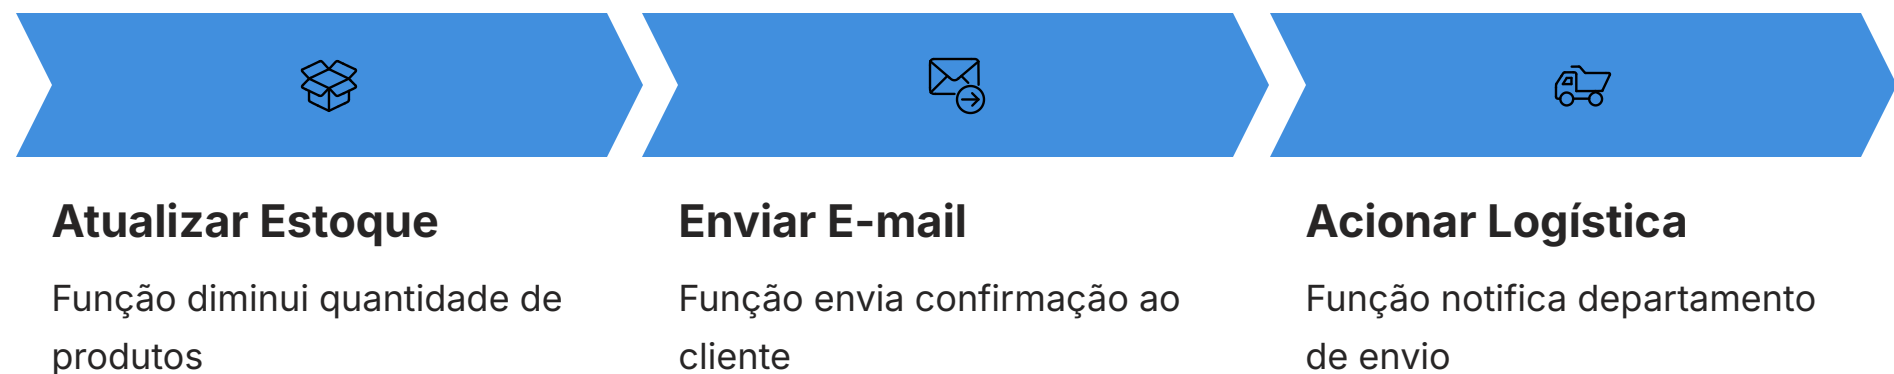 Atualizar Estoque
Função diminui quantidade de
produtos
Enviar E-mail
Função envia confirmação ao
cliente
Acionar Logística
Função notifica departamento
de envio